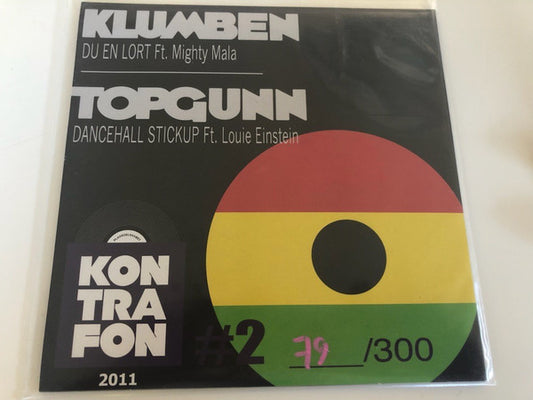 KLUMBEN
DU EN LORT Ft. Mighty Mala
TOPGUNN
DANCEHALL STICKUP Ft. Louie Einstein
KON
TRA
FON
2011
#2 79 /300